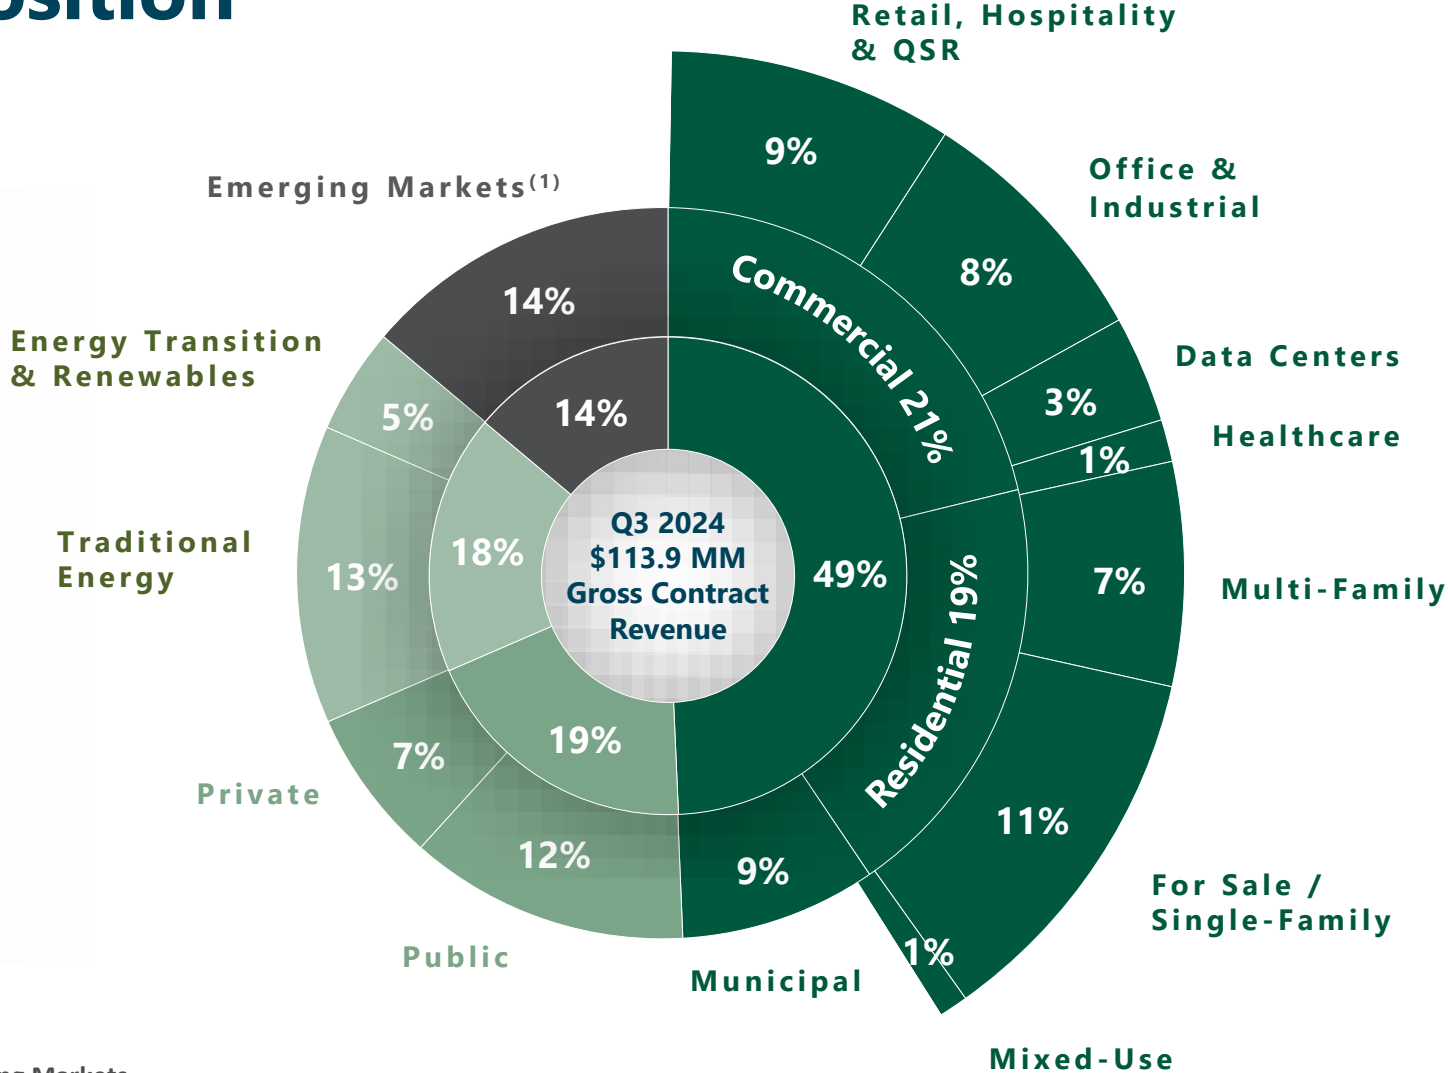 Retail, Hospitality
& QSR
9%
Emerging Markets(1)
Office &
Industrial
8%
14%
Commercial 21%
Energy Transition
& Renewables
Data Centers
5%
14%
3%
Healthcare
1%
Q3 2024
$113.9 MM
Gross Contract
Revenue
Traditional
Energy
13%
18%
49%
Residential 19%
7%
Multi-Family
19%
7%
Private
11%
12%
9%
For Sale /
Single-Family
1%
Public
Municipal
Mixed-Use